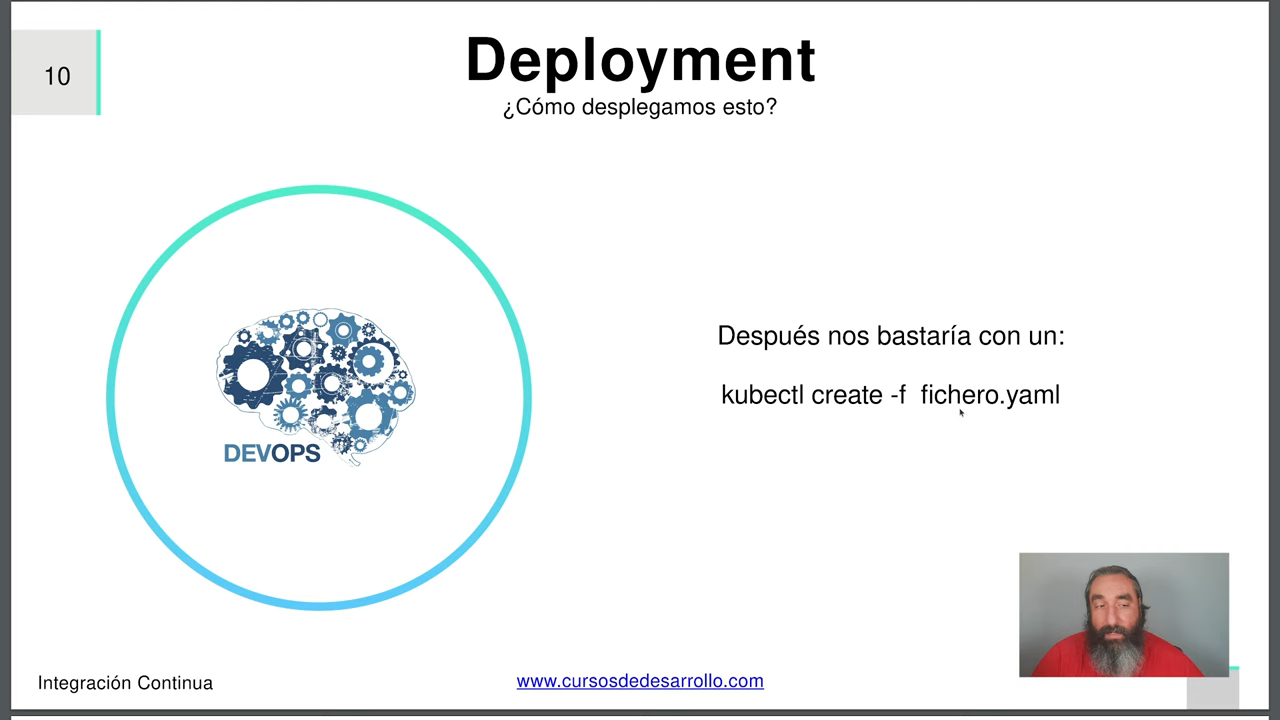 10
Deployment
¿Cómo desplegamos esto?
DEVOPS
Después nos bastaría con un:
kubectl create -f  fichero.yaml
Integración Continua
www.cursosdedesarrollo.com